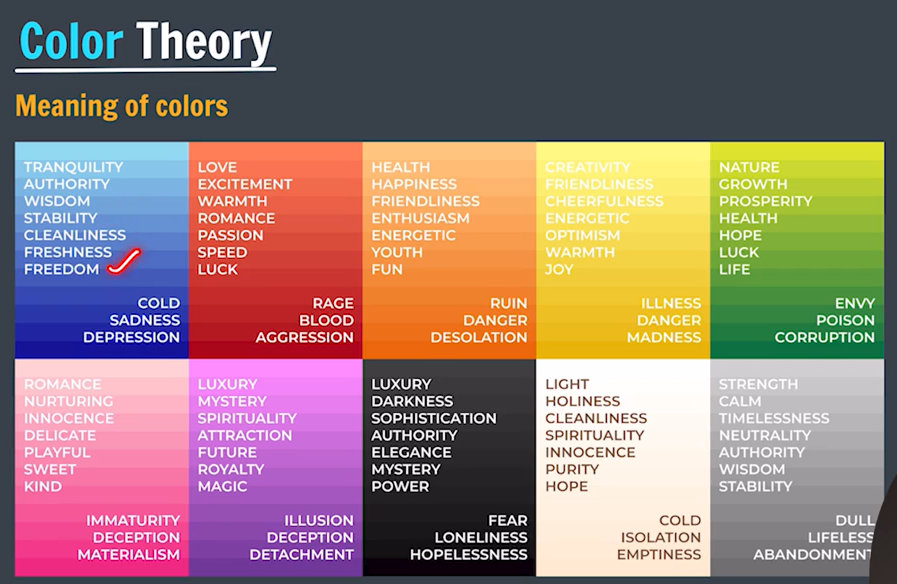 Color Theory
Meaning of colors
TRANQUILITY
AUTHORITY
WISDOM
STABILITY
CLEANLINESS
FRESHNESS
FREEDOM
COLD
SADNESS
DEPRESSION
LOVE
EXCITEMENT
WARMTH
ROMANCE
PASSION
SPEED
LUCK
RAGE
BLOOD
AGGRESSION
HEALTH
HAPPINESS
FRIENDLINESS
ENTHUSIASM
ENERGETIC
YOUTH
FUN
RUIN
DANGER
DESOLATION
CREATIVITY
FRIENDLINESS
CHEERFULNESS
ENERGETIC
OPTIMISM
WARMTH
JOY
ILLNESS
DANGER
MADNESS
NATURE
GROWTH
PROSPERITY
HEALTH
HOPE
LUCK
LIFE
ENVY
POISON
CORRUPTION
ROMANCE
NURTURING
INNOCENCE
DELICATE
PLAYFUL
SWEET
KIND
IMMATURITY
DECEPTION
MATERIALISM
LUXURY
MYSTERY
SPIRITUALITY
ATTRACTION
FUTURE
ROYALTY
MAGIC
ILLUSION
DECEPTION
DETACHMENT
LUXURY
DARKNESS
SOPHISTICATION
AUTHORITY
ELEGANCE
MYSTERY
POWER
FEAR
LONELINESS
HOPELESSNESS
LIGHT
HOLINESS
CLEANLINESS
SPIRITUALITY
INNOCENCE
PURITY
HOPE
COLD
ISOLATION
EMPTINESS
STRENGTH
CALM
TIMELESSNESS
NEUTRALITY
AUTHORITY
WISDOM
STABILITY
DULL
LIFELESS
ABANDONMENT